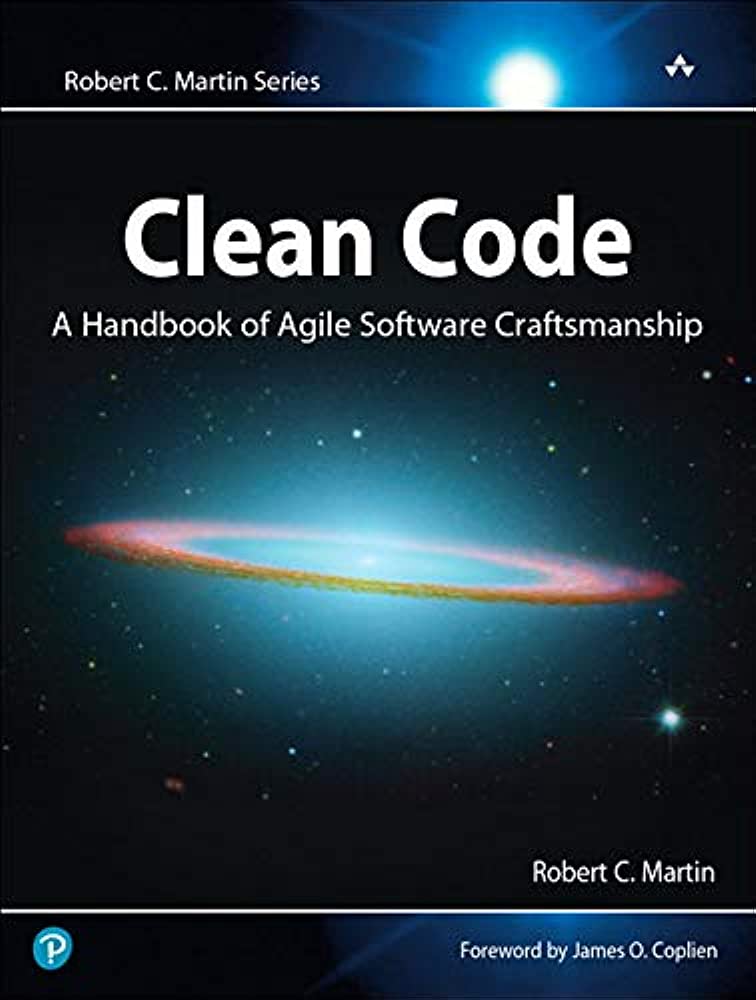 Robert C. Martin Series
Clean Code
A Handbook of Agile Software Craftsmanship
Robert C. Martin
P
Foreword by James O. Coplien